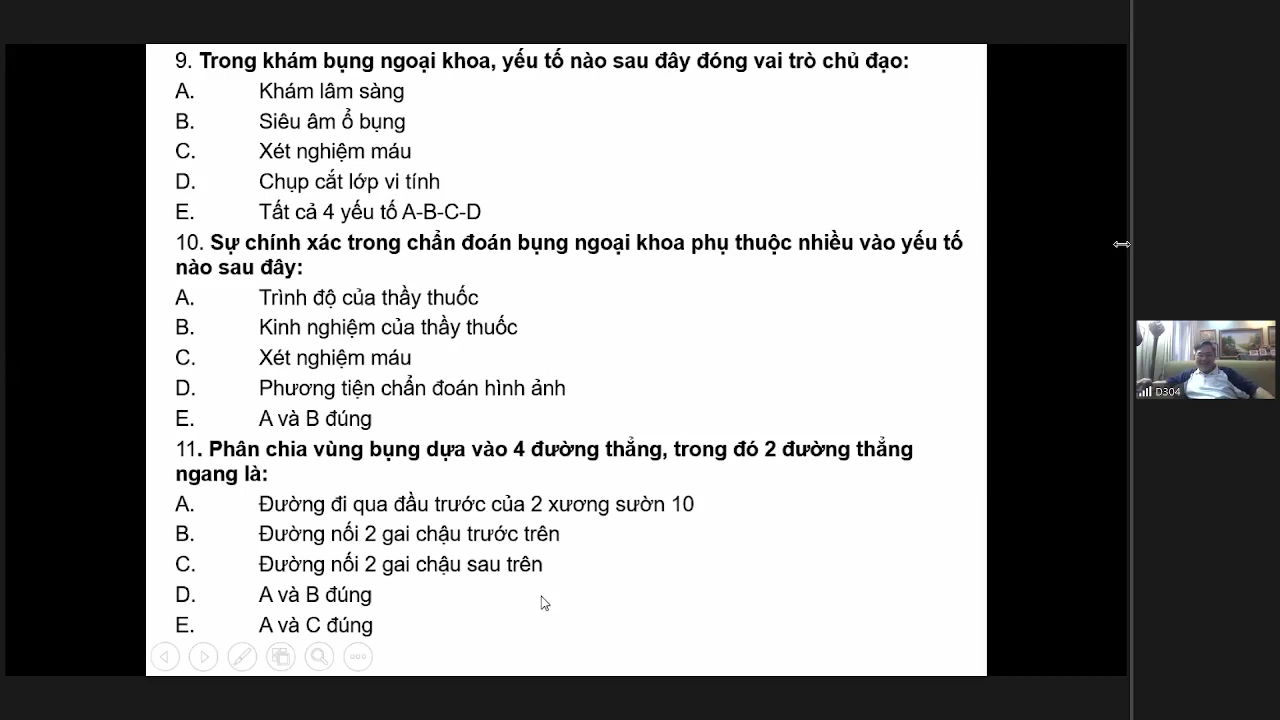 9. Trong khám bụng ngoại khoa, yếu tố nào sau đây đóng vai trò chủ đạo:
A. Khám lâm sàng
B. Siêu âm ổ bụng
C. Xét nghiệm máu
D. Chụp cắt lớp vi tính
E. Tất cả 4 yếu tố A-B-C-D
10. Sự chính xác trong chẩn đoán bụng ngoại khoa phụ thuộc nhiều vào yếu tố
nào sau đây:
A. Trình độ của thầy thuốc
B. Kinh nghiệm của thầy thuốc
C. Xét nghiệm máu
D. Phương tiện chẩn đoán hình ảnh
E. A và B đúng
11. Phân chia vùng bụng dựa vào 4 đường thẳng, trong đó 2 đường thẳng
ngang là:
A. Đường đi qua đầu trước của 2 xương sườn 10
B. Đường nối 2 gai chậu trước trên
C. Đường nối 2 gai chậu sau trên
D. A và B đúng
E. A và C đúng
D304